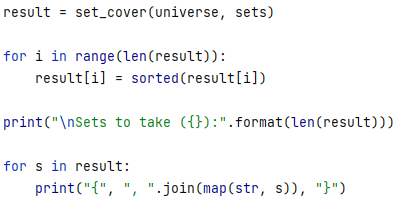 result = set_cover(universe, sets)
for i in range(len(result)):
    result[i] = sorted(result[i])
print("\nSets to take ({}):".format(len(result)))
for s in result:
    print("{", ", ".join(map(str, s)), "}")